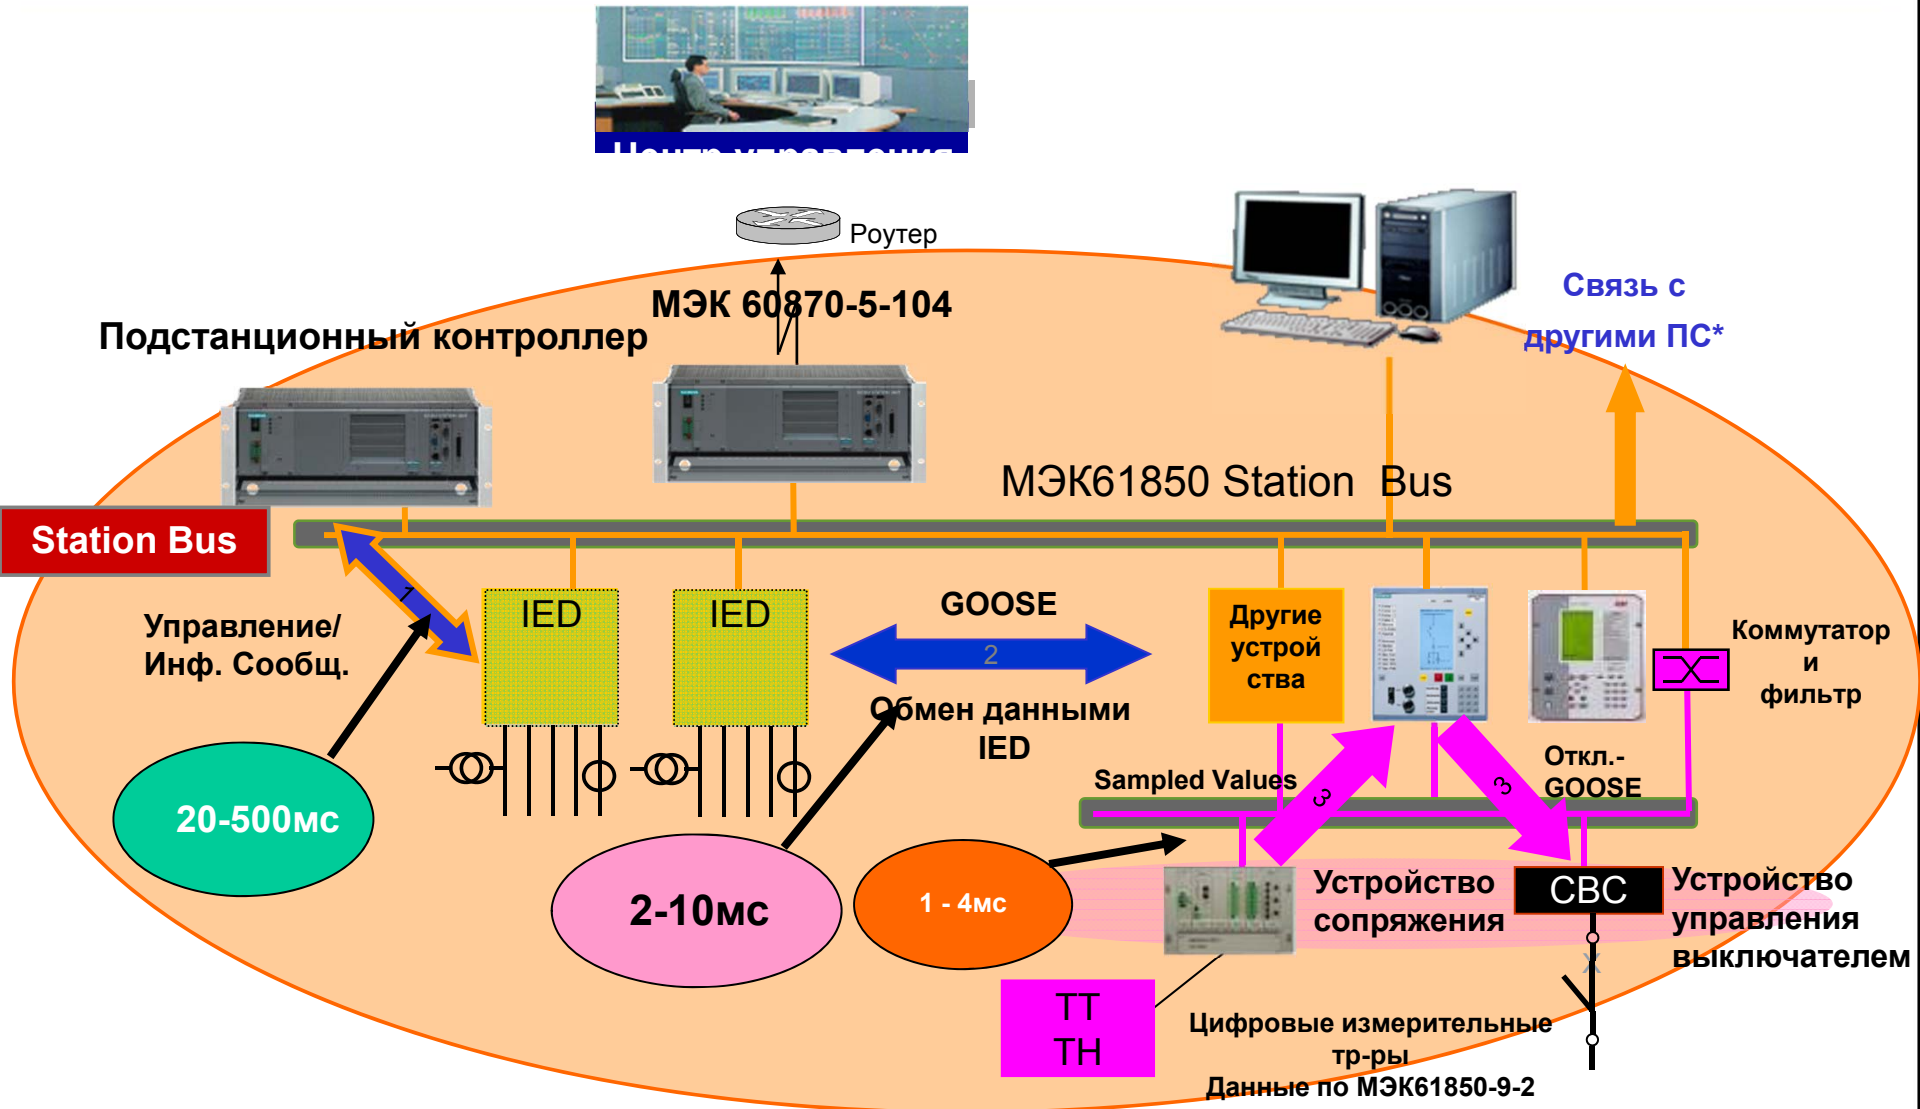 Центр управления
Роутер
МЭК 60870-5-104
Подстанционный контроллер
Связь с
другими ПС*
МЭК61850 Station Bus
Station Bus
1
Управление/
Инф. Сообщ.
IED
IED
GOOSE
2
Обмен данными
IED
Другие
устрой
ства
Коммутатор
и
фильтр
Откл.-
GOOSE
Sampled Values
3
3
20-500мс
2-10мс
1 - 4мс
Устройство
сопряжения
СВС
Устройство
управления
выключателем
ТТ
ТН
Цифровые измерительные
тр-ры
Данные по МЭК61850-9-2